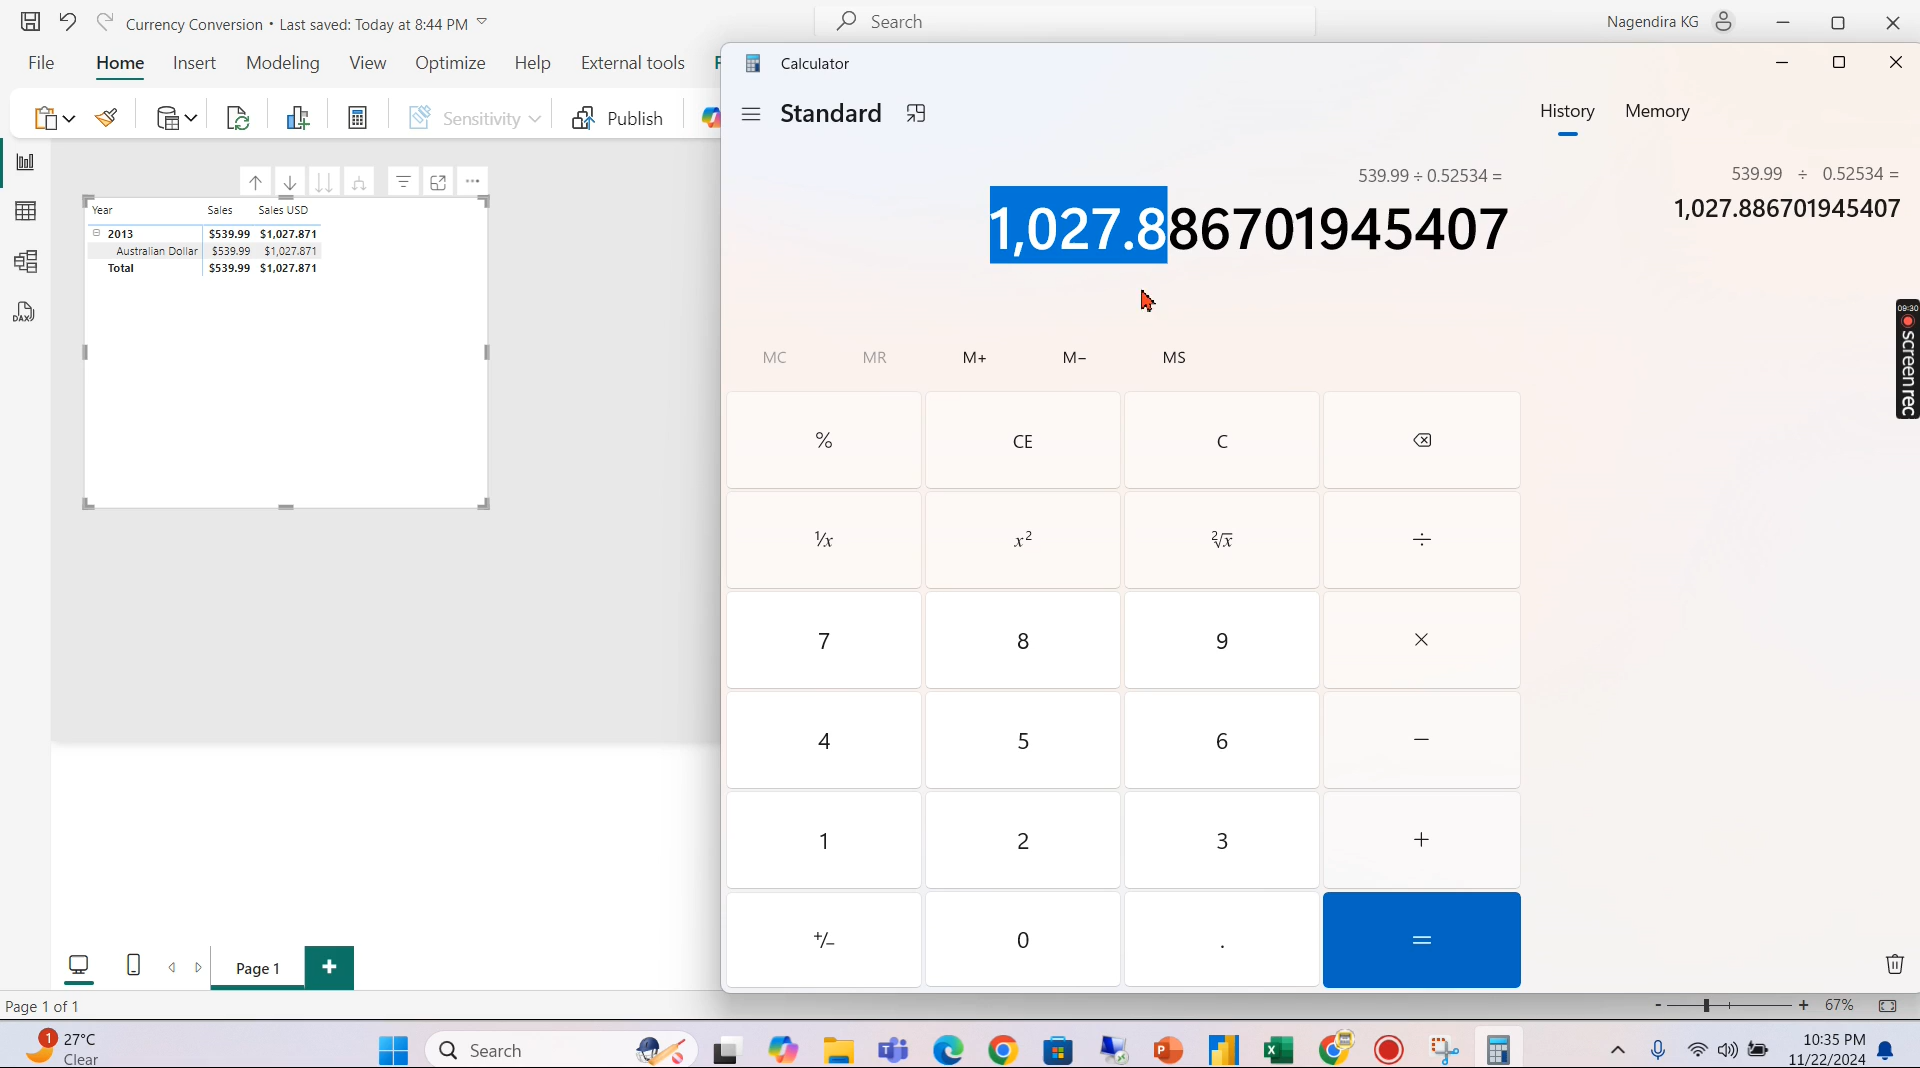 Currency Conversion • Last saved: Today at 8:44 PM
Search
Nagendira KG
File Home Insert Modeling View Optimize Help External tools
Sensitivity
Publish
DAX
Year Sales Sales USD
2013 $539.99 $1,027.871
Australian Dollar $539.99 $1,027.871
Total $539.99 $1,027.871
Page 1
Page 1 of 1
Calculator
Standard
History Memory
539.99 ÷ 0.52534 =
1,027.886701945407
539.99 ÷ 0.52534 =
1,027.886701945407
MC MR M+ M− MS
% CE C
⅟x x² ²√x ÷
7 8 9 ×
4 5 6 −
1 2 3 +
+/− 0 . =
09:30
screenrec
- + 67%
1
27°C
Clear
Search
10:35 PM
11/22/2024